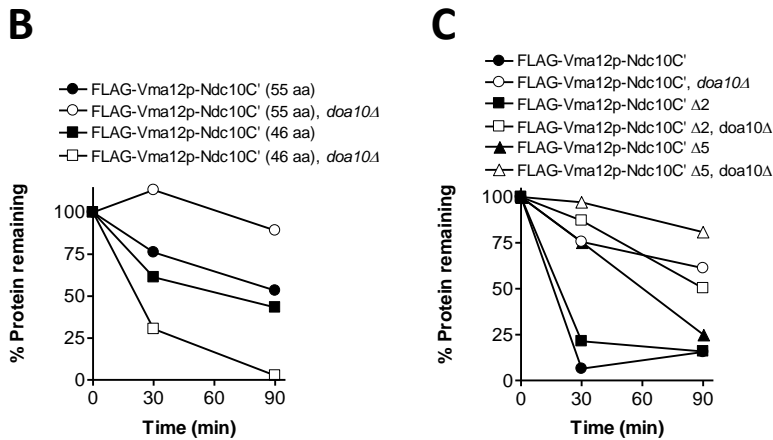 B
FLAG-Vma12p-Ndc10C' (55 aa)
FLAG-Vma12p-Ndc10C' (55 aa), doa10Δ
FLAG-Vma12p-Ndc10C' (46 aa)
FLAG-Vma12p-Ndc10C' (46 aa), doa10Δ
% Protein remaining
100
75
50
25
0
0 30 60 90
Time (min)
C
FLAG-Vma12p-Ndc10C'
FLAG-Vma12p-Ndc10C', doa10Δ
FLAG-Vma12p-Ndc10C' Δ2
FLAG-Vma12p-Ndc10C' Δ2, doa10Δ
FLAG-Vma12p-Ndc10C' Δ5
FLAG-Vma12p-Ndc10C' Δ5, doa10Δ
% Protein remaining
100
75
50
25
0
0 30 60 90
Time (min)